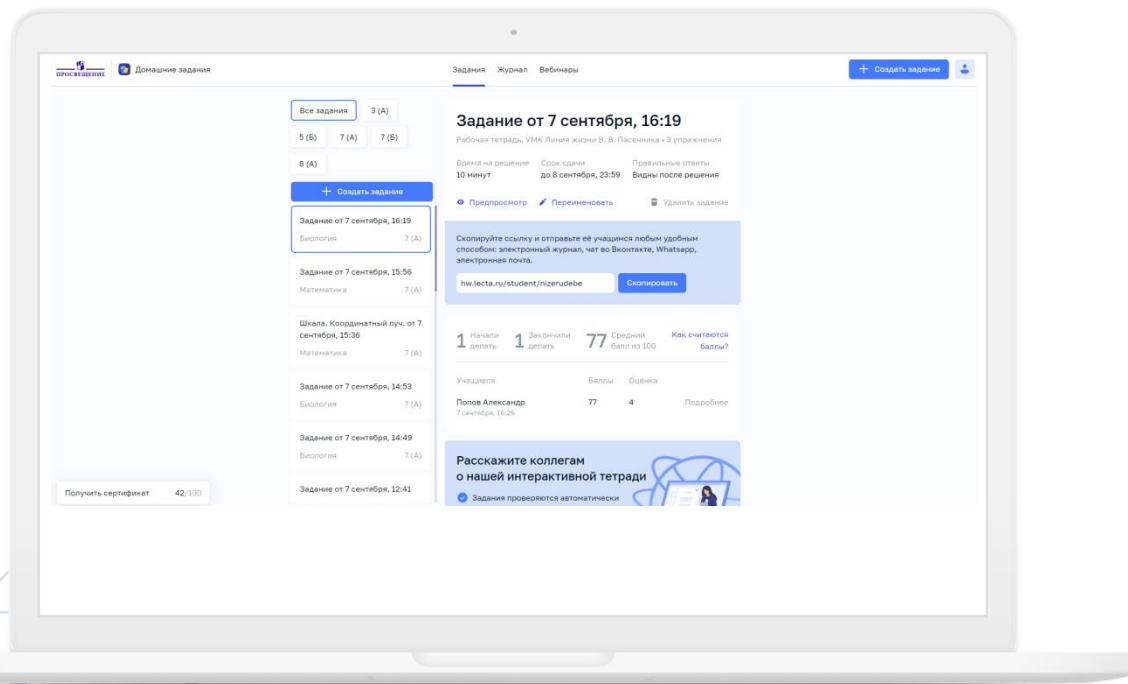 ПРОСВЕЩЕНИЕ Домашние задания Задания Журнал Вебинары + Создать задание
Все задания 3 (А)
5 (Б) 7 (А) 7 (Б)
8 (А)
+ Создать задание
Задание от 7 сентября, 16:19
Биология 7 (А)
Задание от 7 сентября, 15:56
Математика 7 (А)
Шкала. Координатный луч. от 7
сентября, 15:36
Математика 7 (А)
Задание от 7 сентября, 14:53
Биология 7 (А)
Задание от 7 сентября, 14:49
Биология 7 (А)
Задание от 7 сентября, 12:41
Получить сертификат 42/100
Задание от 7 сентября, 16:19
Рабочая тетрадь. УМК Линия жизни В. В. Пасечника • 3 упражнения
Время на решение Срок сдачи Правильные ответы
10 минут до 8 сентября, 23:59 Видны после решения
Предпросмотр Переименовать Удалить задание
Скопируйте ссылку и отправьте её учащимся любым удобным
способом: электронный журнал, чат во Вконтакте, Whatsapp,
электронная почта.
hw.lecta.ru/student/nizerudebe Скопировать
1 Начали делать 1 Закончили делать 77 Средний балл из 100 Как считаются баллы?
Учащиеся Баллы Оценка
Попов Александр 77 4 Подробнее
7 сентября, 16:26
Расскажите коллегам
о нашей интерактивной тетради
Задания проверяются автоматически